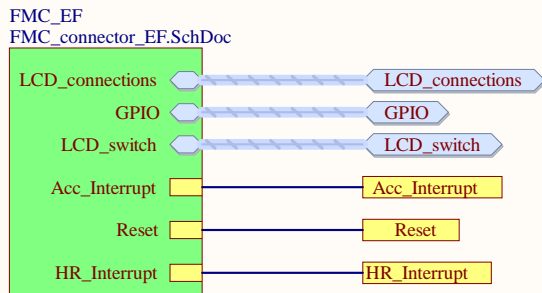 FMC_EF
FMC_connector_EF.SchDoc
LCD_connections LCD_connections
GPIO GPIO
LCD_switch LCD_switch
Acc_Interrupt Acc_Interrupt
Reset Reset
HR_Interrupt HR_Interrupt